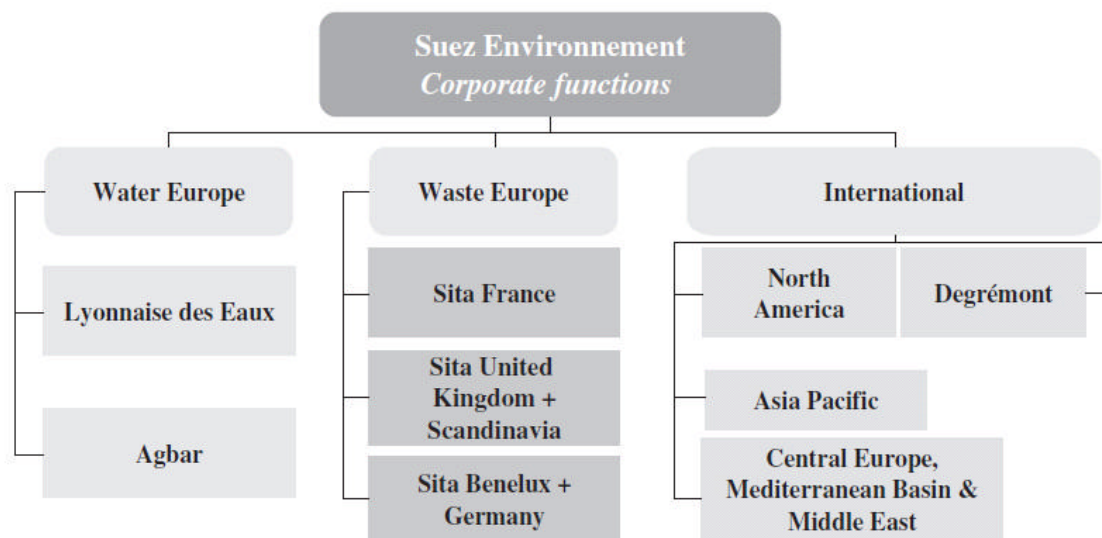 Suez Environnement
Corporate functions
Water Europe
Waste Europe
International
Lyonnaise des Eaux
Agbar
Sita France
Sita United
Kingdom +
Scandinavia
Sita Benelux +
Germany
North
America
Degrémont
Asia Pacific
Central Europe,
Mediterranean Basin &
Middle East